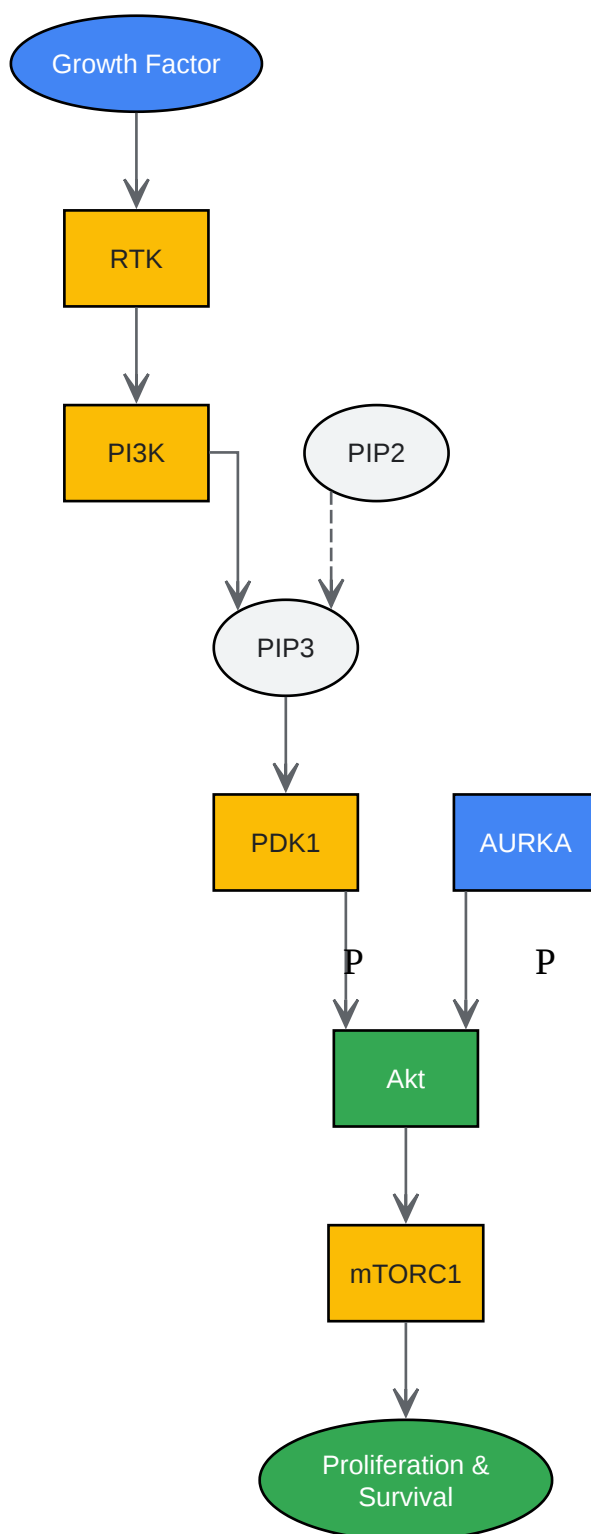 Growth Factor
RTK
PI3K
PIP2
PIP3
PDK1
AURKA
P
P
Akt
mTORC1
Proliferation &
Survival